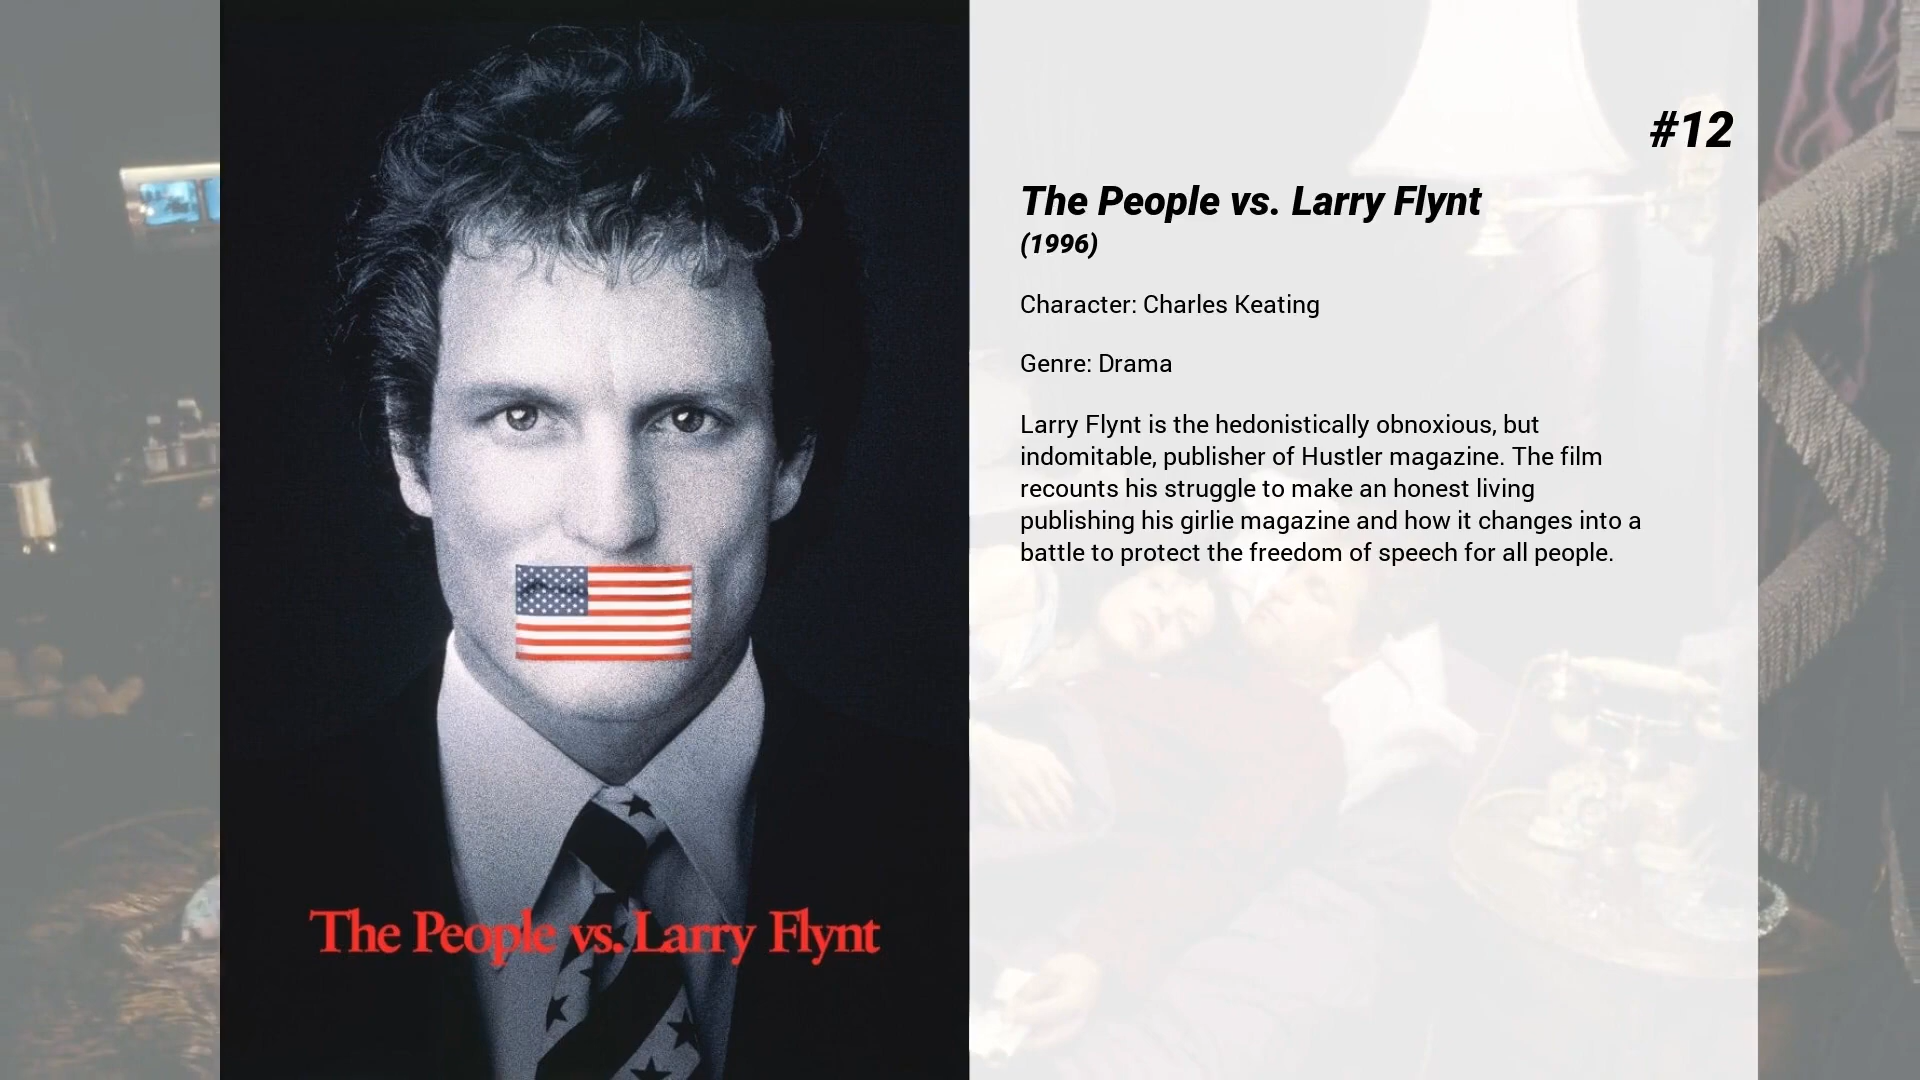 #12
The People vs. Larry Flynt
(1996)
Character: Charles Keating
Genre: Drama
Larry Flynt is the hedonistically obnoxious, but
indomitable, publisher of Hustler magazine. The film
recounts his struggle to make an honest living
publishing his girlie magazine and how it changes into a
battle to protect the freedom of speech for all people.
The People vs. Larry Flynt